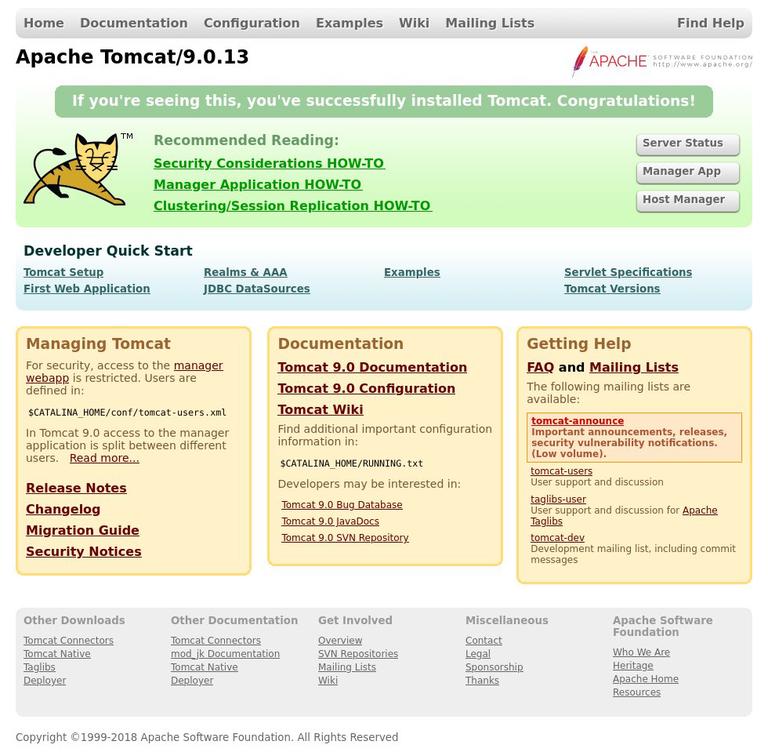 Home Documentation Configuration Examples Wiki Mailing Lists Find Help
Apache Tomcat/9.0.13
THE
APACHE SOFTWARE FOUNDATION
http://www.apache.org/
If you're seeing this, you've successfully installed Tomcat. Congratulations!
TM
Recommended Reading:
Security Considerations HOW-TO
Manager Application HOW-TO
Clustering/Session Replication HOW-TO
Server Status
Manager App
Host Manager
Developer Quick Start
Tomcat Setup
First Web Application
Realms & AAA
JDBC DataSources
Examples
Servlet Specifications
Tomcat Versions
Managing Tomcat
For security, access to the manager
webapp is restricted. Users are
defined in:
$CATALINA_HOME/conf/tomcat-users.xml
In Tomcat 9.0 access to the manager
application is split between different
users. Read more...
Release Notes
Changelog
Migration Guide
Security Notices
Documentation
Tomcat 9.0 Documentation
Tomcat 9.0 Configuration
Tomcat Wiki
Find additional important configuration
information in:
$CATALINA_HOME/RUNNING.txt
Developers may be interested in:
Tomcat 9.0 Bug Database
Tomcat 9.0 JavaDocs
Tomcat 9.0 SVN Repository
Getting Help
FAQ and Mailing Lists
The following mailing lists are
available:
tomcat-announce
Important announcements, releases,
security vulnerability notifications.
(Low volume).
tomcat-users
User support and discussion
taglibs-user
User support and discussion for Apache
Taglibs
tomcat-dev
Development mailing list, including commit
messages
Other Downloads
Tomcat Connectors
Tomcat Native
Taglibs
Deployer
Other Documentation
Tomcat Connectors
mod_jk Documentation
Tomcat Native
Deployer
Get Involved
Overview
SVN Repositories
Mailing Lists
Wiki
Miscellaneous
Contact
Legal
Sponsorship
Thanks
Apache Software
Foundation
Who We Are
Heritage
Apache Home
Resources
Copyright ©1999-2018 Apache Software Foundation. All Rights Reserved